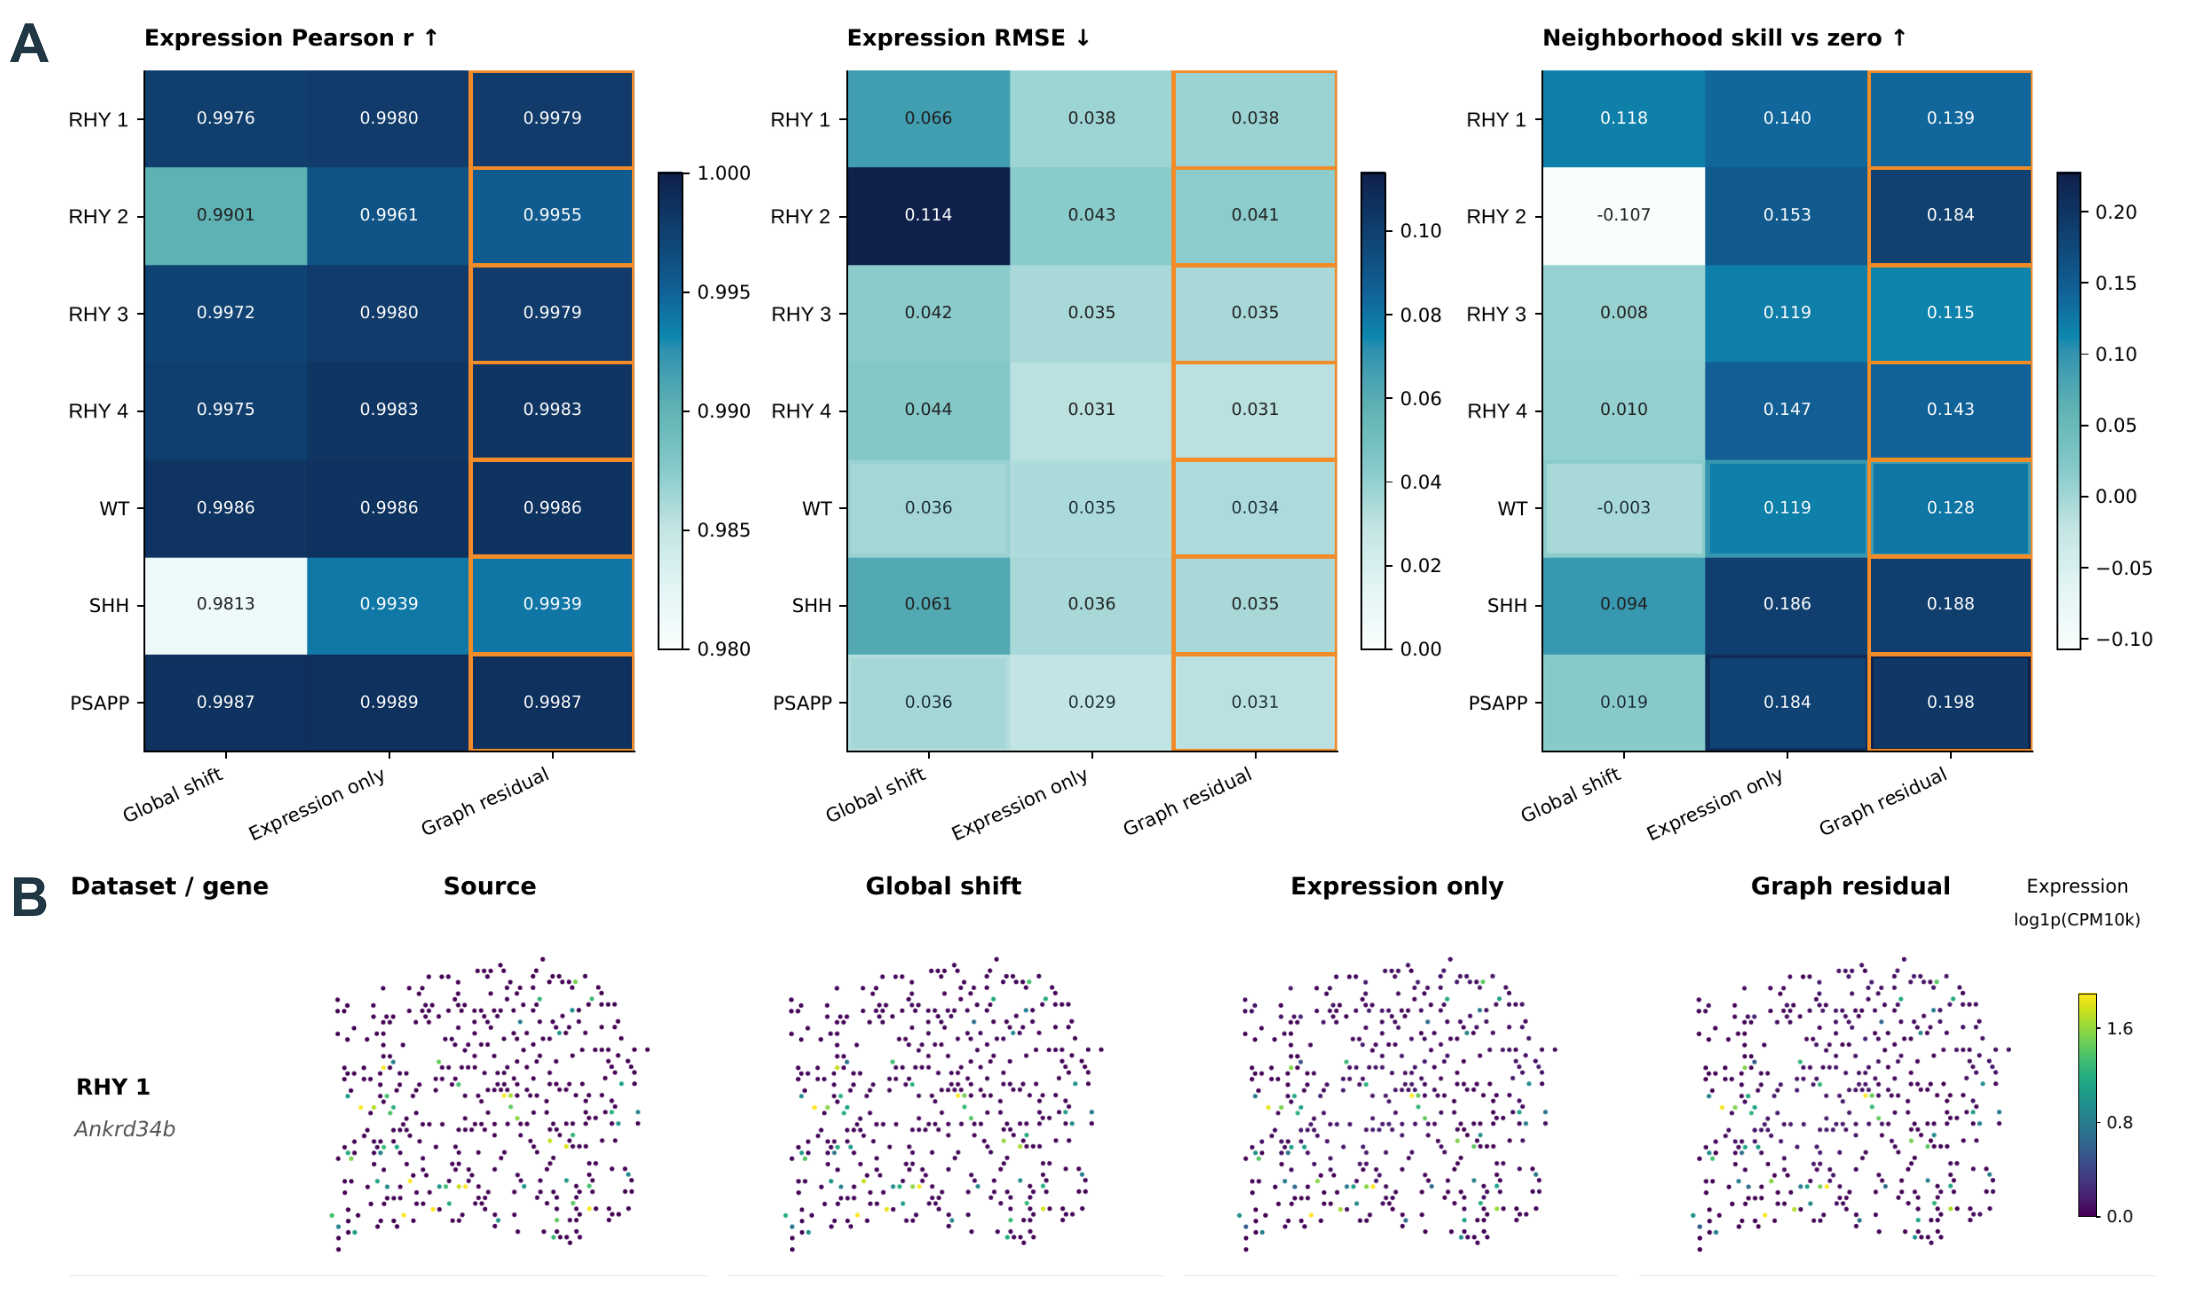 A
Expression Pearson r ↑
RHY 1
0.9976 0.9980 0.9979
RHY 2
0.9901 0.9961 0.9955
RHY 3
0.9972 0.9980 0.9979
RHY 4
0.9975 0.9983 0.9983
WT
0.9986 0.9986 0.9986
SHH
0.9813 0.9939 0.9939
PSAPP
0.9987 0.9989 0.9987
Global shift
Expression only
Graph residual
1.000
0.995
0.990
0.985
0.980
Expression RMSE ↓
RHY 1
0.066 0.038 0.038
RHY 2
0.114 0.043 0.041
RHY 3
0.042 0.035 0.035
RHY 4
0.044 0.031 0.031
WT
0.036 0.035 0.034
SHH
0.061 0.036 0.035
PSAPP
0.036 0.029 0.031
Global shift
Expression only
Graph residual
0.10
0.08
0.06
0.04
0.02
0.00
Neighborhood skill vs zero ↑
RHY 1
0.118 0.140 0.139
RHY 2
-0.107 0.153 0.184
RHY 3
0.008 0.119 0.115
RHY 4
0.010 0.147 0.143
WT
-0.003 0.119 0.128
SHH
0.094 0.186 0.188
PSAPP
0.019 0.184 0.198
Global shift
Expression only
Graph residual
0.20
0.15
0.10
0.05
0.00
−0.05
−0.10
B
Dataset / gene
Source
Global shift
Expression only
Graph residual
Expression
log1p(CPM10k)
RHY 1
Ankrd34b
1.6
0.8
0.0